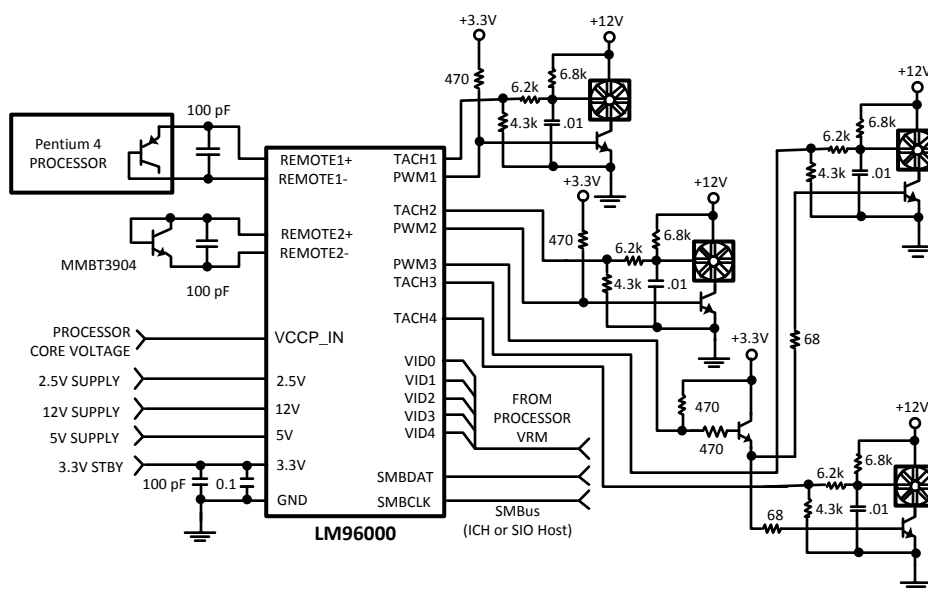 +3.3V
+12V
470
6.2k
6.8k
4.3k
.01
100 pF
Pentium 4
PROCESSOR
REMOTE1+
REMOTE1-
TACH1
PWM1
+12V
6.2k
6.8k
4.3k
.01
+3.3V
+12V
TACH2
PWM2
470
6.2k
6.8k
4.3k
.01
REMOTE2+
REMOTE2-
MMBT3904
100 pF
PWM3
TACH3
TACH4
PROCESSOR
CORE VOLTAGE
VCCP_IN
+3.3V
68
2.5V SUPPLY
2.5V
12V SUPPLY
12V
5V SUPPLY
5V
3.3V STBY
3.3V
100 pF
0.1
GND
VID0
VID1
VID2
VID3
VID4
FROM
PROCESSOR
VRM
470
470
SMBDAT
SMBCLK
SMBus
(ICH or SIO Host)
+12V
6.2k
6.8k
4.3k
.01
68
LM96000